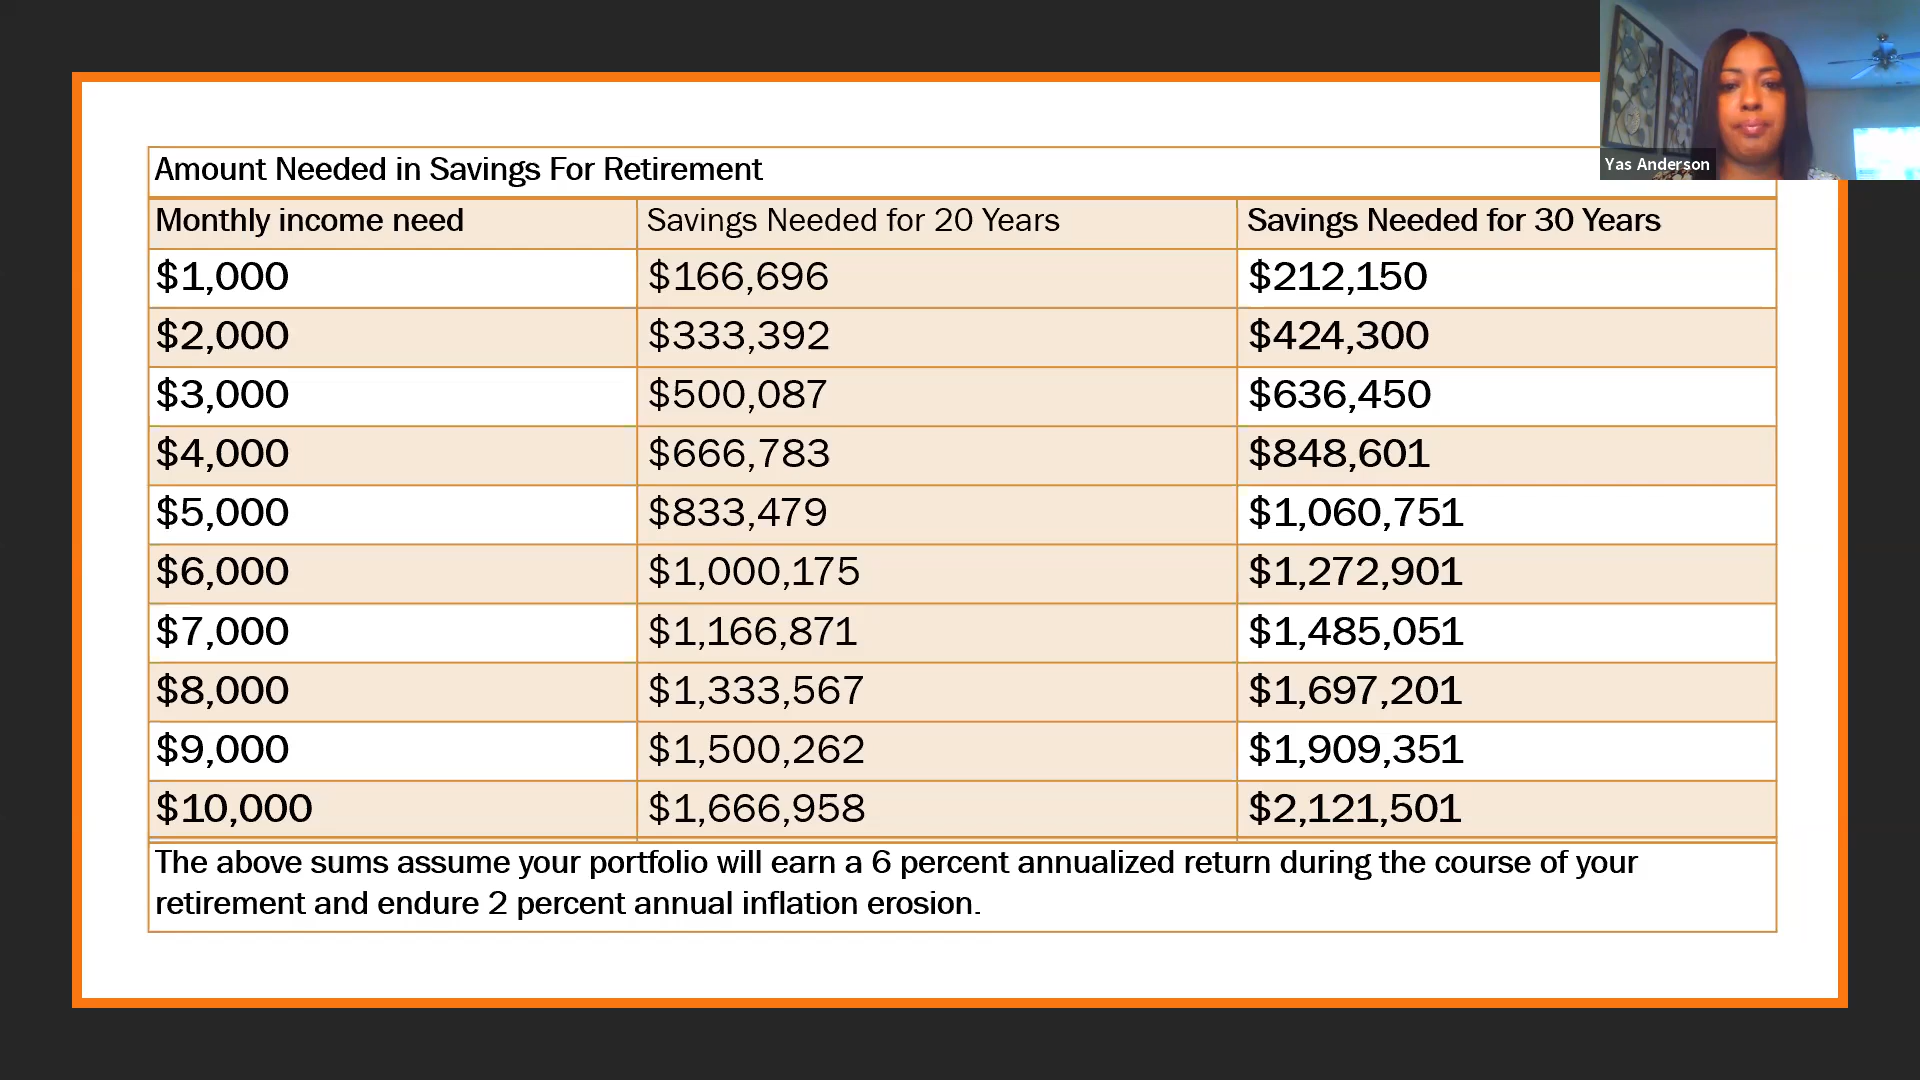 Yas Anderson
Amount Needed in Savings For Retirement
Monthly income need Savings Needed for 20 Years Savings Needed for 30 Years
$1,000 $166,696 $212,150
$2,000 $333,392 $424,300
$3,000 $500,087 $636,450
$4,000 $666,783 $848,601
$5,000 $833,479 $1,060,751
$6,000 $1,000,175 $1,272,901
$7,000 $1,166,871 $1,485,051
$8,000 $1,333,567 $1,697,201
$9,000 $1,500,262 $1,909,351
$10,000 $1,666,958 $2,121,501
The above sums assume your portfolio will earn a 6 percent annualized return during the course of your
retirement and endure 2 percent annual inflation erosion.